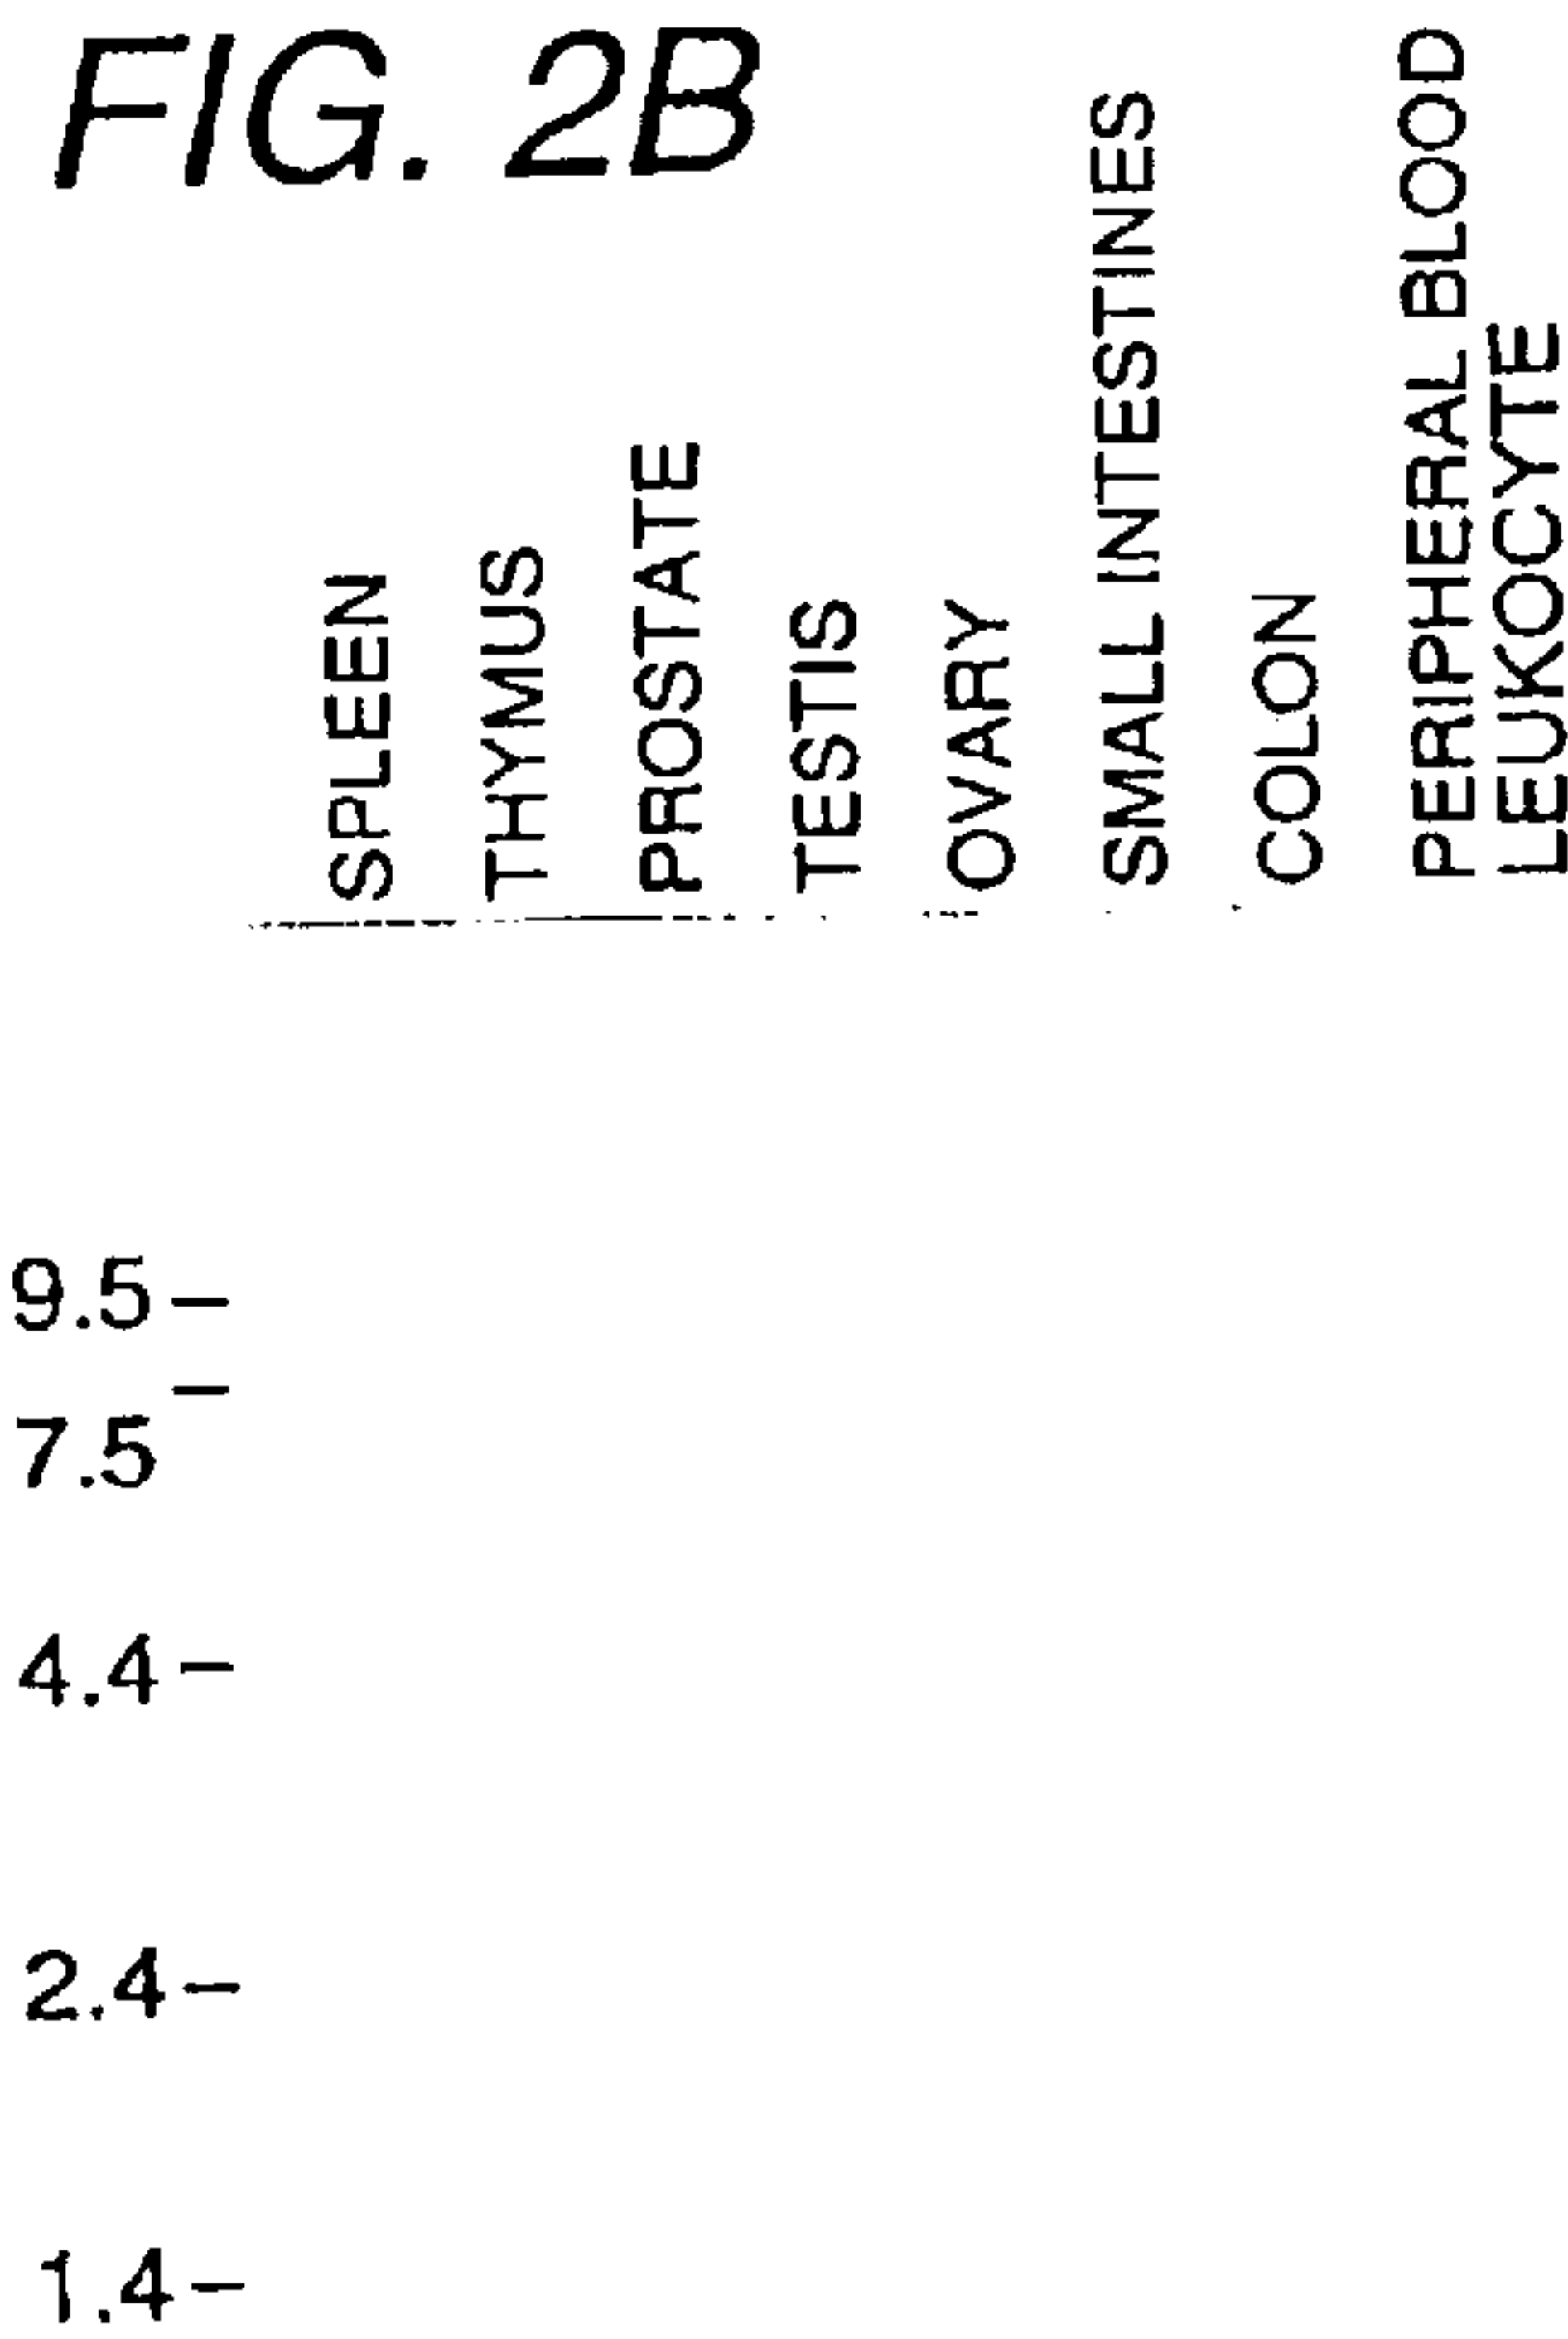 FIG. 2B
SPLEEN
THYMUS
PROSTATE
TESTIS
OVARY
SMALL INTESTINES
COLON
PERIPHERAL BLOOD
LEUKOCYTE
9.5
7.5
4.4
2.4
1.4